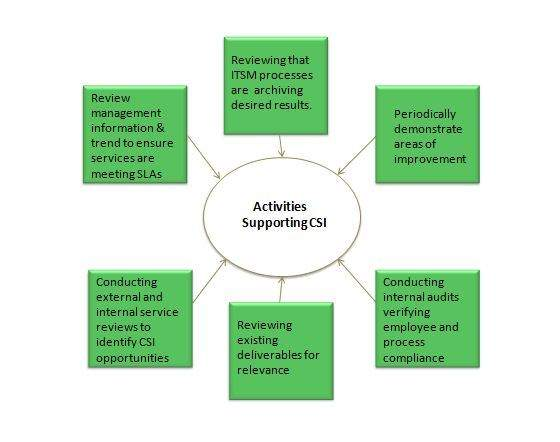 Reviewing that
ITSM processes
are archiving
desired results.
Review
management
information &
trend to ensure
services are
meeting SLAs
Periodically
demonstrate
areas of
improvement
Activities
Supporting CSI
Conducting
external and
internal service
reviews to
identify CSI
opportunities
Reviewing
existing
deliverables for
relevance
Conducting
internal audits
verifying
employee and
process
compliance